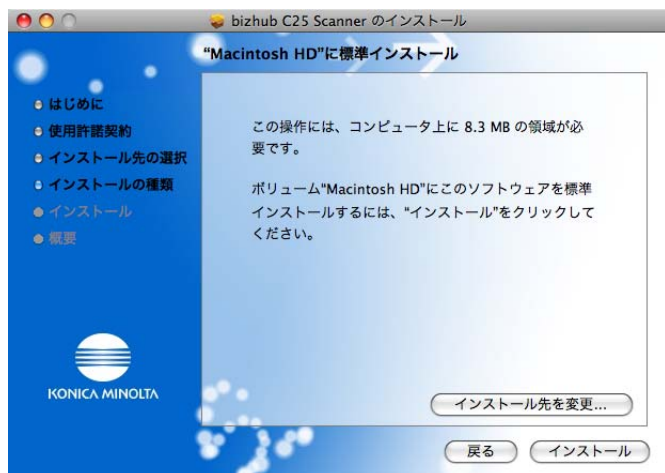 bizhub C25 Scanner のインストール
“Macintosh HD”に標準インストール
はじめに
使用許諾契約
インストール先の選択
インストールの種類
インストール
概要
この操作には、コンピュータ上に 8.3 MB の領域が必
要です。
ボリューム“Macintosh HD”にこのソフトウェアを標準
インストールするには、“インストール”をクリックして
ください。
KONICA MINOLTA
インストール先を変更...
戻る
インストール